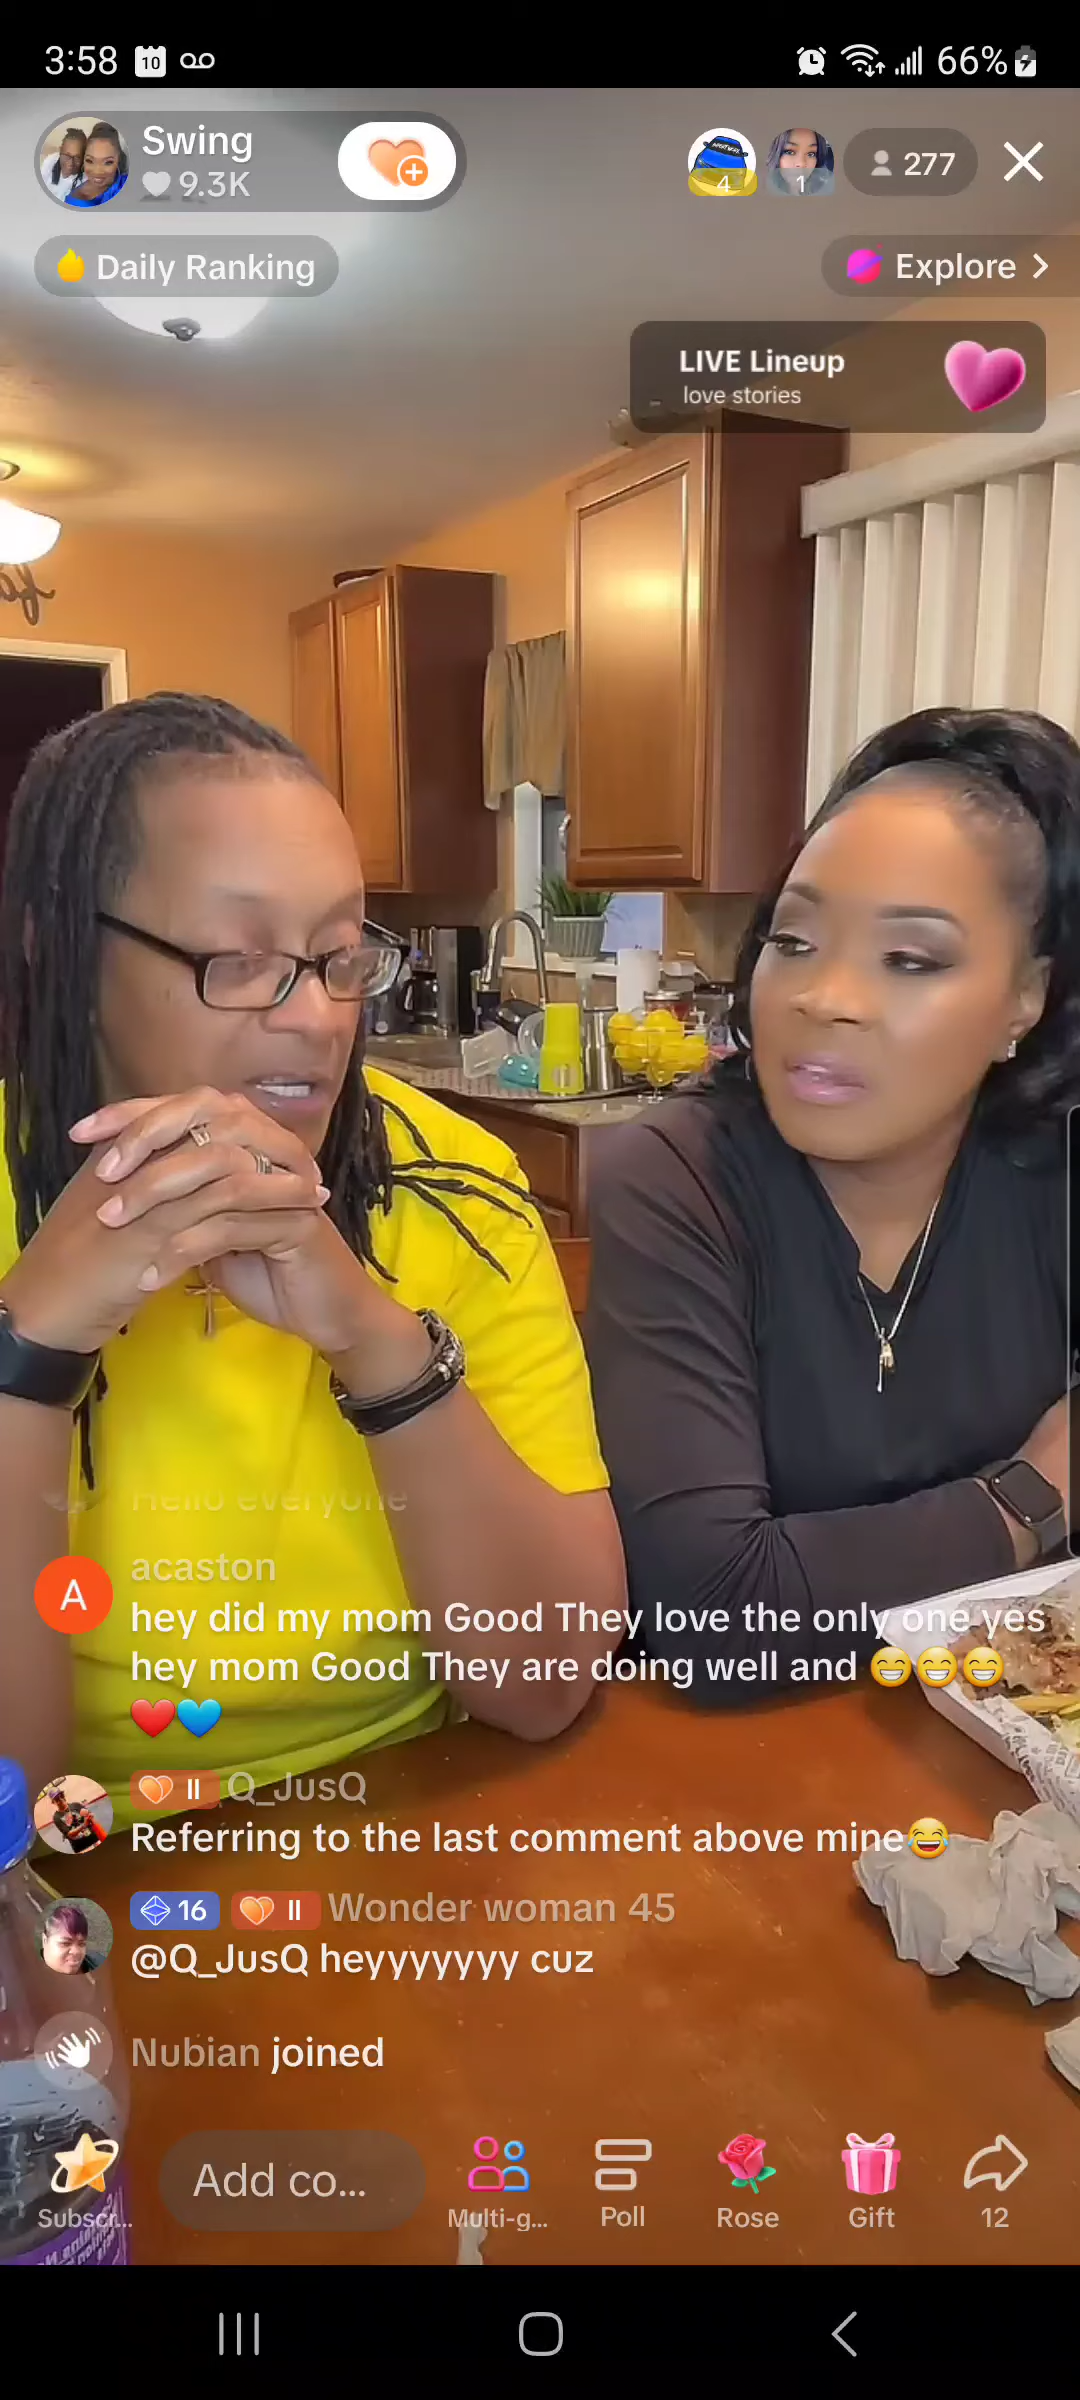 3:58
10
66%
Swing
9.3K
4
1
277
Daily Ranking
Explore
LIVE Lineup
love stories
Hello everyone
A
acaston
hey did my mom Good They love the only one yes
hey mom Good They are doing well and 😁😁😁
❤️💙
II Q_JusQ
Referring to the last comment above mine😂
16 II Wonder woman 45
@Q_JusQ heyyyyyyy cuz
Nubian joined
Subscr...
Add co...
Multi-g...
Poll
Rose
Gift
12